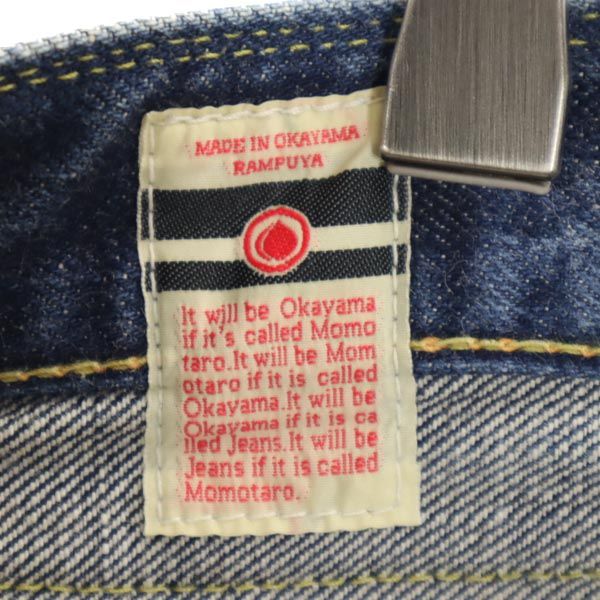 MADE IN OKAYAMA
RAMPUYA
It will be Okayama
if it's called Momo
taro.It will be Mom
otaro if it is called
Okayama.It will be
Okayama if it is ca
lled Jeans.It will be
Jeans if it is called
Momotaro.